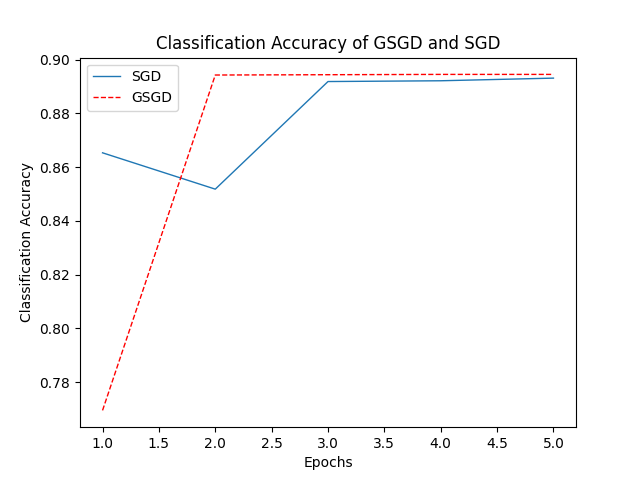 Classification Accuracy of GSGD and SGD
SGD
GSGD
Classification Accuracy
0.90
0.88
0.86
0.84
0.82
0.80
0.78
1.0 1.5 2.0 2.5 3.0 3.5 4.0 4.5 5.0
Epochs